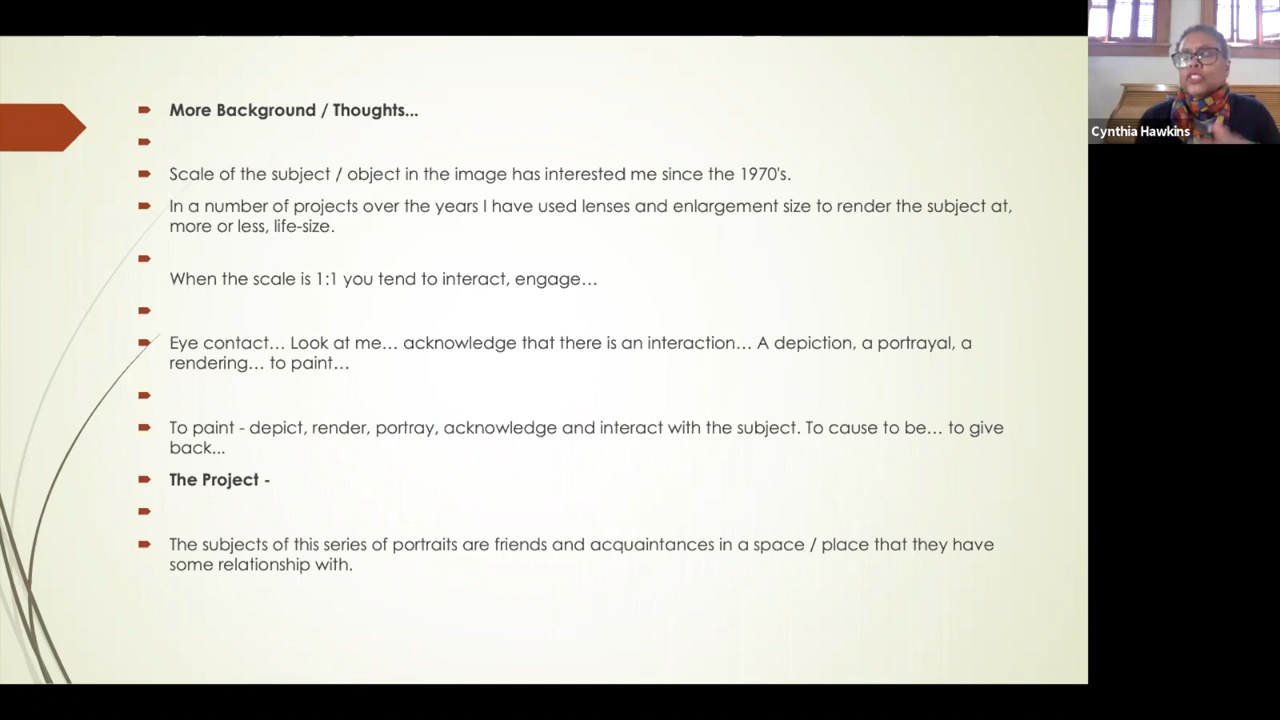 More Background / Thoughts...
Scale of the subject / object in the image has interested me since the 1970's.
In a number of projects over the years I have used lenses and enlargement size to render the subject at,
more or less, life-size.
When the scale is 1:1 you tend to interact, engage…
Eye contact… Look at me… acknowledge that there is an interaction… A depiction, a portrayal, a
rendering… to paint…
To paint - depict, render, portray, acknowledge and interact with the subject. To cause to be… to give
back...
The Project -
The subjects of this series of portraits are friends and acquaintances in a space / place that they have
some relationship with.
Cynthia Hawkins